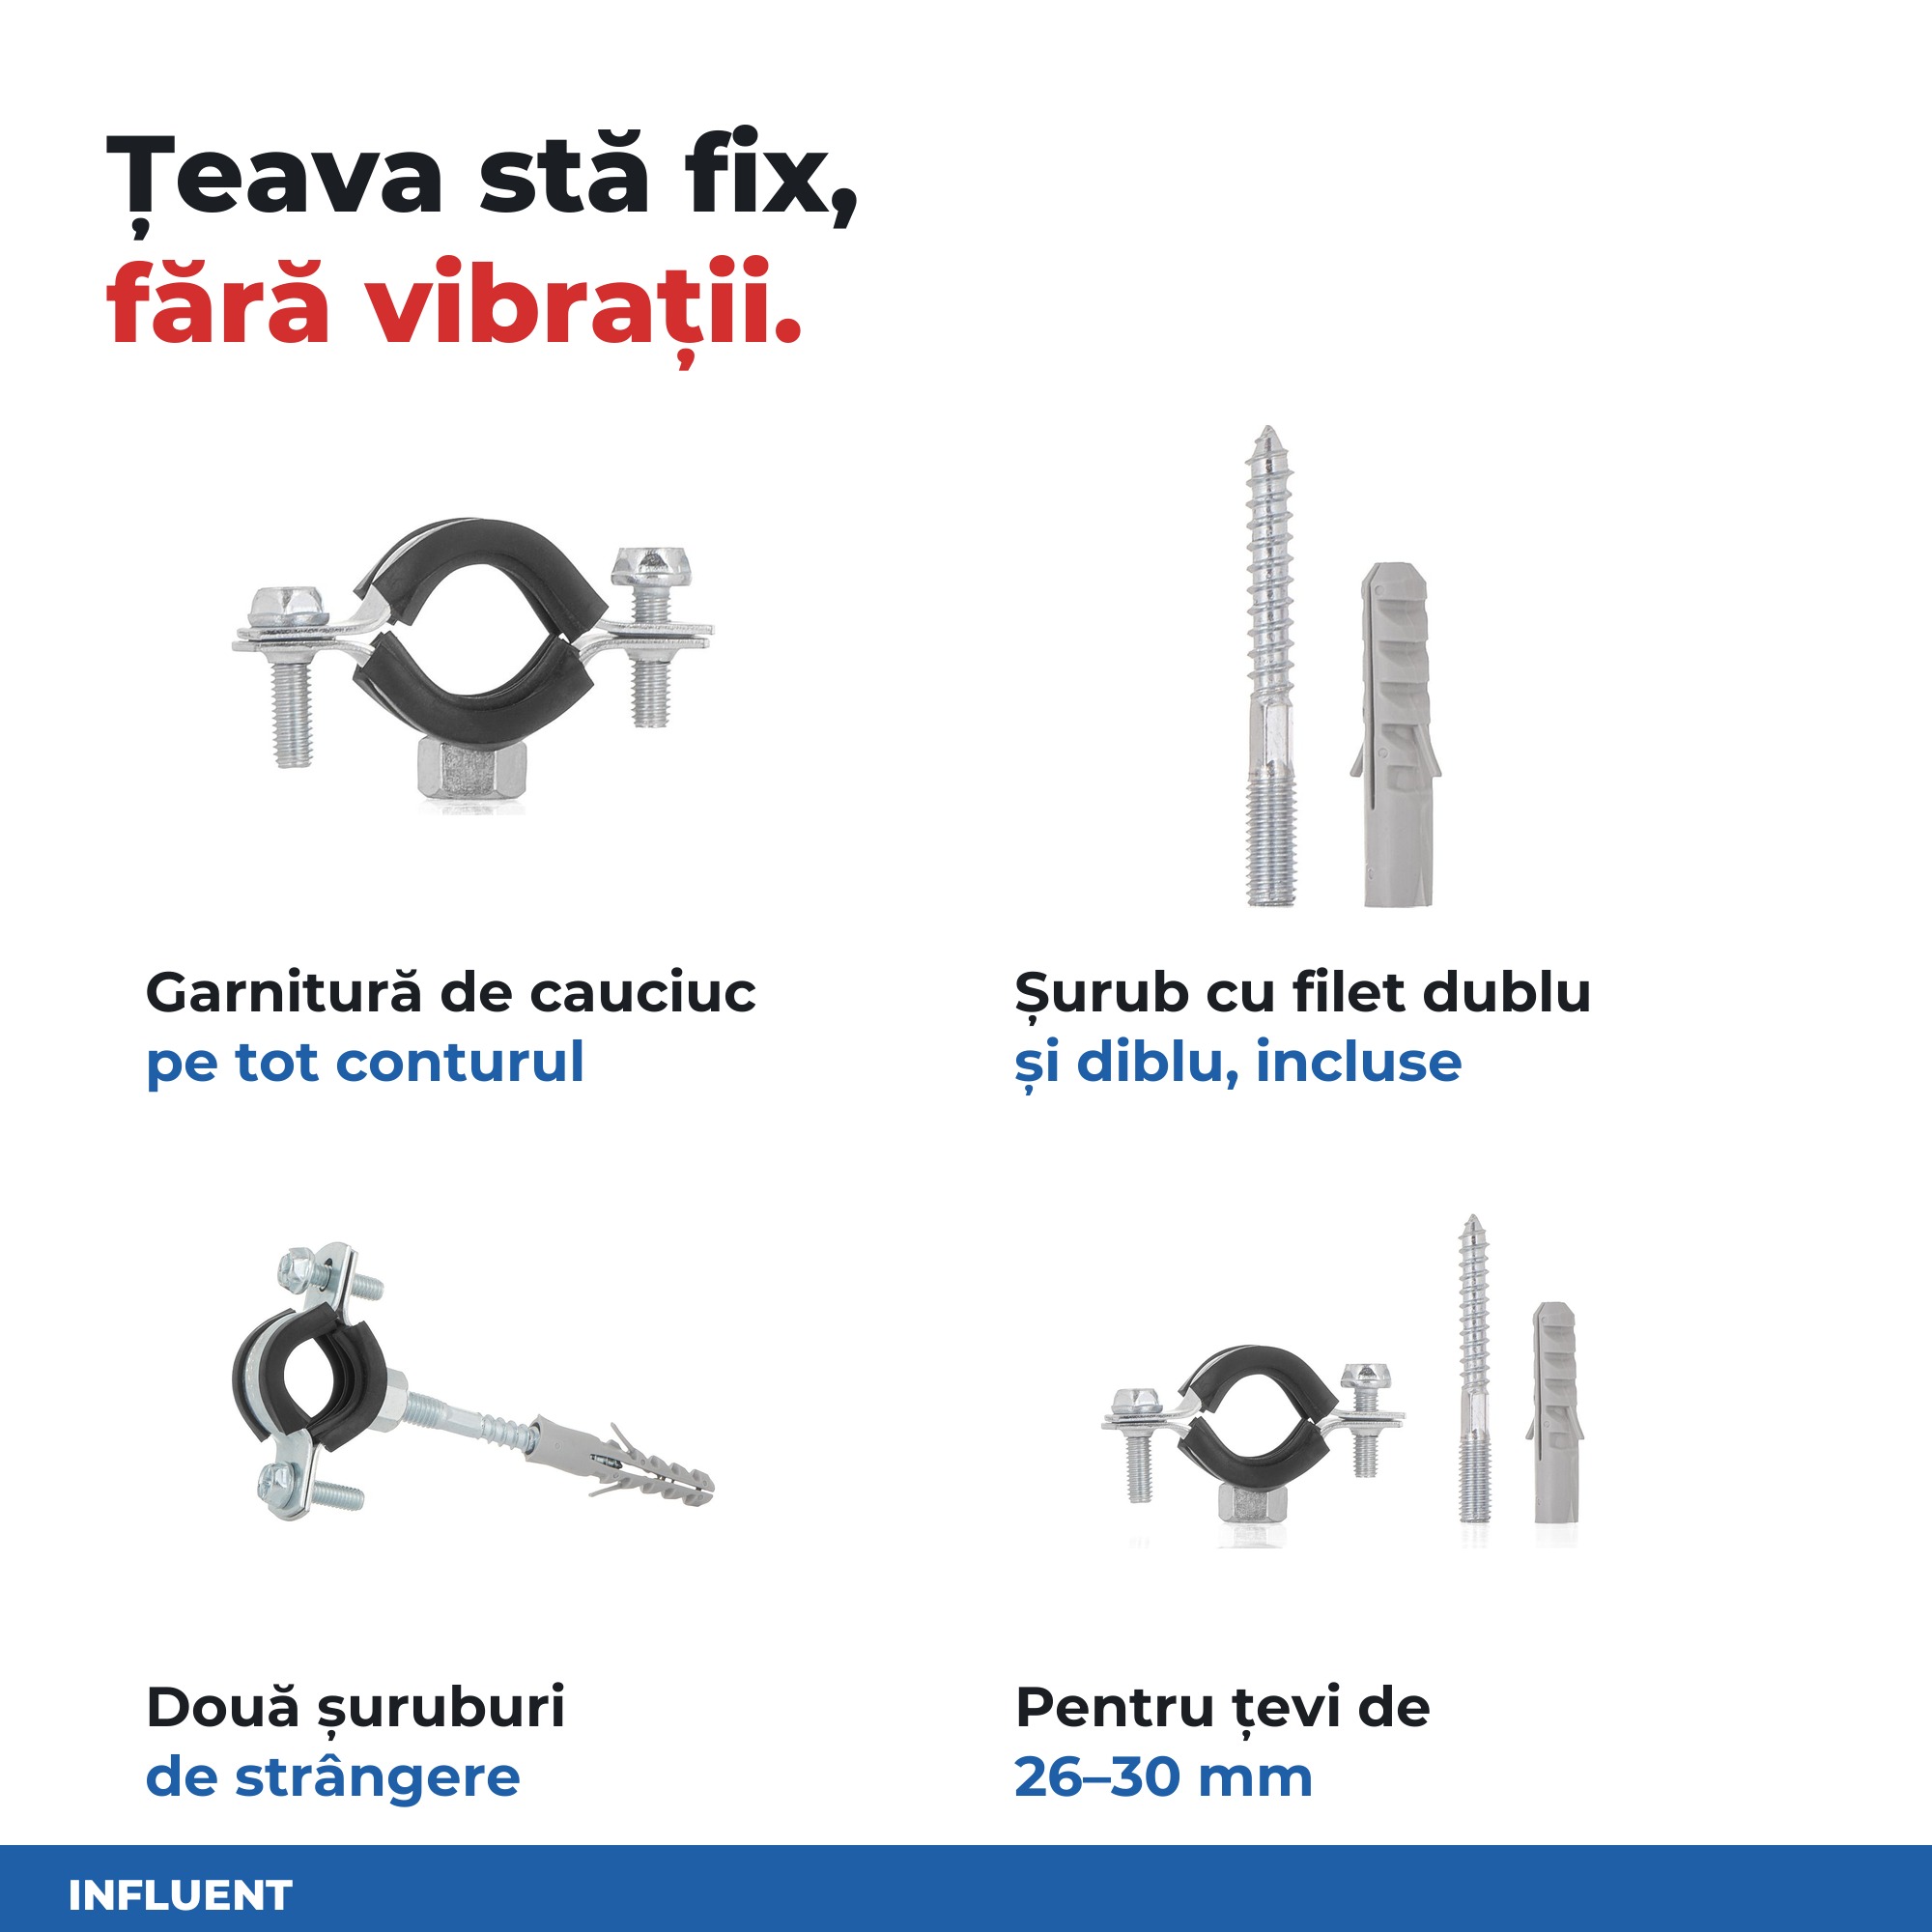 Țeava stă fix,
fără vibrații.
Garnitură de cauciuc
pe tot conturul
Șurub cu filet dublu
și diblu, incluse
Două șuruburi
de strângere
Pentru țevi de
26–30 mm
INFLUENT